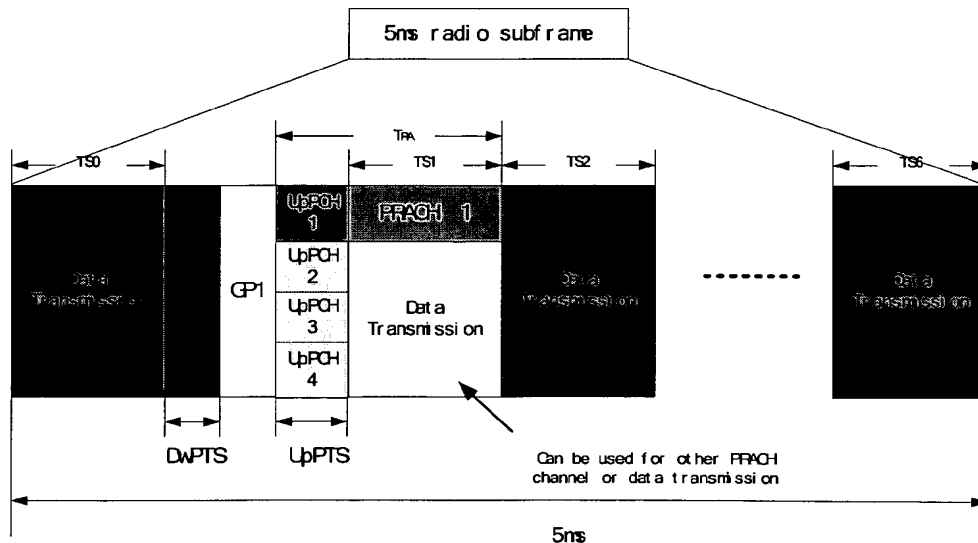 5ms radio subframe
TRA
TS0
TS1
TS2
TS6
UpPCH
1
PRACH 1
UpPCH
2
UpPCH
3
UpPCH
4
Data
Transmission
GP1
Data
Transmission
Data
Transmission
Data
Transmission
DwPTS
UpPTS
Can be used for other PRACH
channel or data transmission
5ms